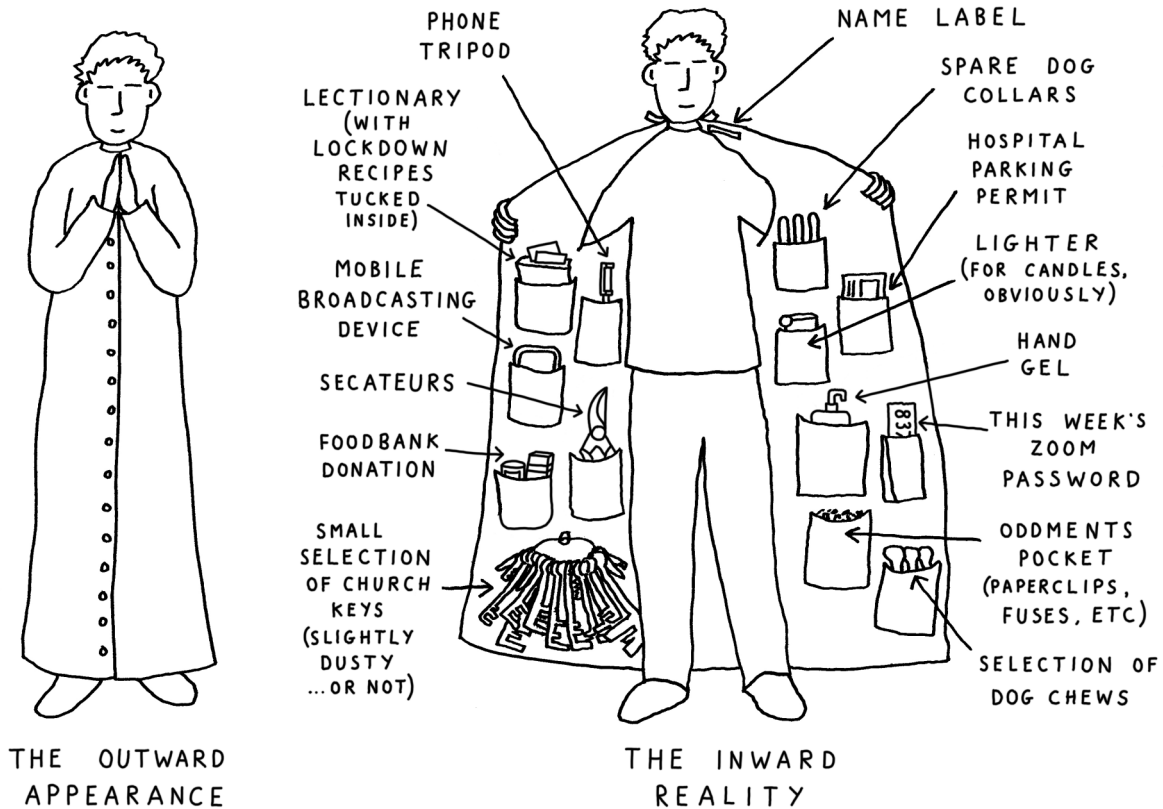 PHONE
TRIPOD
NAME LABEL
LECTIONARY
(WITH
LOCKDOWN
RECIPES
TUCKED
INSIDE)
SPARE DOG
COLLARS
HOSPITAL
PARKING
PERMIT
MOBILE
BROADCASTING
DEVICE
LIGHTER
(FOR CANDLES,
OBVIOUSLY)
SECATEURS
HAND
GEL
FOODBANK
DONATION
837
THIS WEEK'S
ZOOM
PASSWORD
SMALL
SELECTION
OF CHURCH
KEYS
(SLIGHTLY
DUSTY
...OR NOT)
ODDMENTS
POCKET
(PAPERCLIPS,
FUSES, ETC)
SELECTION OF
DOG CHEWS
THE OUTWARD
APPEARANCE
THE INWARD
REALITY